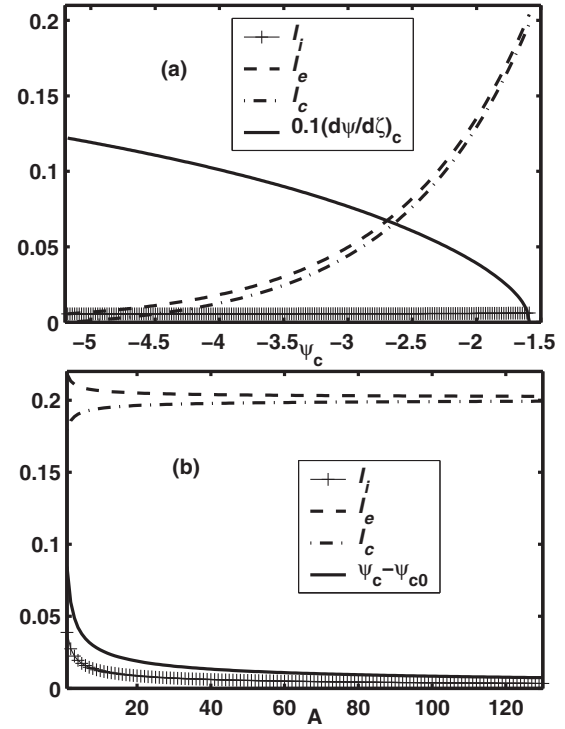 0.2
0.15
0.1
0.05
0
(a)
I_i
I_e
I_c
0.1(dψ/dζ)_c
−5 −4.5 −4 −3.5 −3 −2.5 −2 −1.5
ψ_c
0.2
0.15
0.1
0.05
0
(b)
I_i
I_e
I_c
ψ_c−ψ_c0
20 40 60 80 100 120
A